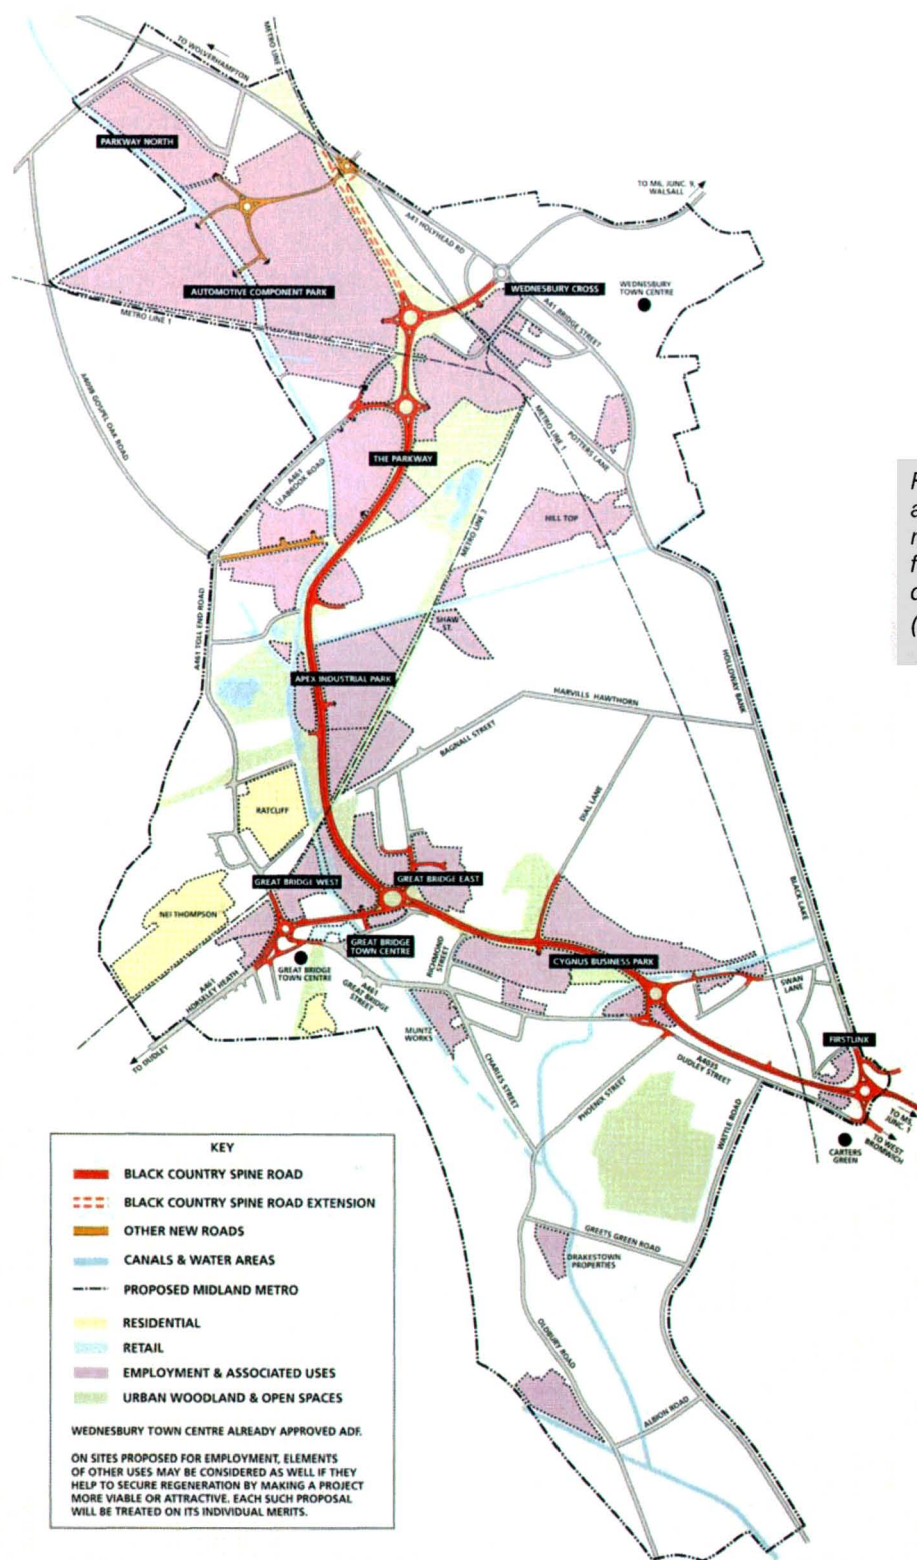 TO WOLVERHAMPTON
METRO LINE 2
PARKWAY NORTH
TO M6, JUNC. 9,
WALSALL
A41 HOLYHEAD RD
AUTOMOTIVE COMPONENT PARK
WEDNESBURY CROSS
WEDNESBURY
TOWN CENTRE
METRO LINE 1
A41 BRIDGE STREET
A4098 GOSPEL OAK ROAD
METRO LINE 1
POTTERS LANE
THE PARKWAY
A461
LEABROOK ROAD
METRO LINE 2
HILL TOP
SHAW
ST.
A461 TOLL END ROAD
HOLLOWAY BANK
APEX INDUSTRIAL PARK
HARVILLS HAWTHORN
BAGNALL STREET
DIAL LANE
RATCLIFF
BLACK LAKE
GREAT BRIDGE WEST
GREAT BRIDGE EAST
NEI THOMPSON
GREAT BRIDGE
TOWN CENTRE
RICHMOND
STREET
CYGNUS BUSINESS PARK
GREAT BRIDGE
TOWN CENTRE
A461
HORSELEY HEATH
A461
GREAT BRIDGE
STREET
SWAN
LANE
TO DUDLEY
MUNTZ
WORKS
CHARLES STREET
PHOENIX STREET
A4035
DUDLEY STREET
FIRSTLINK
TO M5,
JUNC. 1
TO WEST
BROMWICH
CARTERS
GREEN
WATTLE ROAD
GREETS GREEN ROAD
DRAKESTOWN
PROPERTIES
OLDBURY ROAD
ALBION ROAD
KEY
BLACK COUNTRY SPINE ROAD
BLACK COUNTRY SPINE ROAD EXTENSION
OTHER NEW ROADS
CANALS & WATER AREAS
PROPOSED MIDLAND METRO
RESIDENTIAL
RETAIL
EMPLOYMENT & ASSOCIATED USES
URBAN WOODLAND & OPEN SPACES
WEDNESBURY TOWN CENTRE ALREADY APPROVED ADF.
ON SITES PROPOSED FOR EMPLOYMENT, ELEMENTS
OF OTHER USES MAY BE CONSIDERED AS WELL IF THEY
HELP TO SECURE REGENERATION BY MAKING A PROJECT
MORE VIABLE OR ATTRACTIVE. EACH SUCH PROPOSAL
WILL BE TREATED ON ITS INDIVIDUAL MERITS.